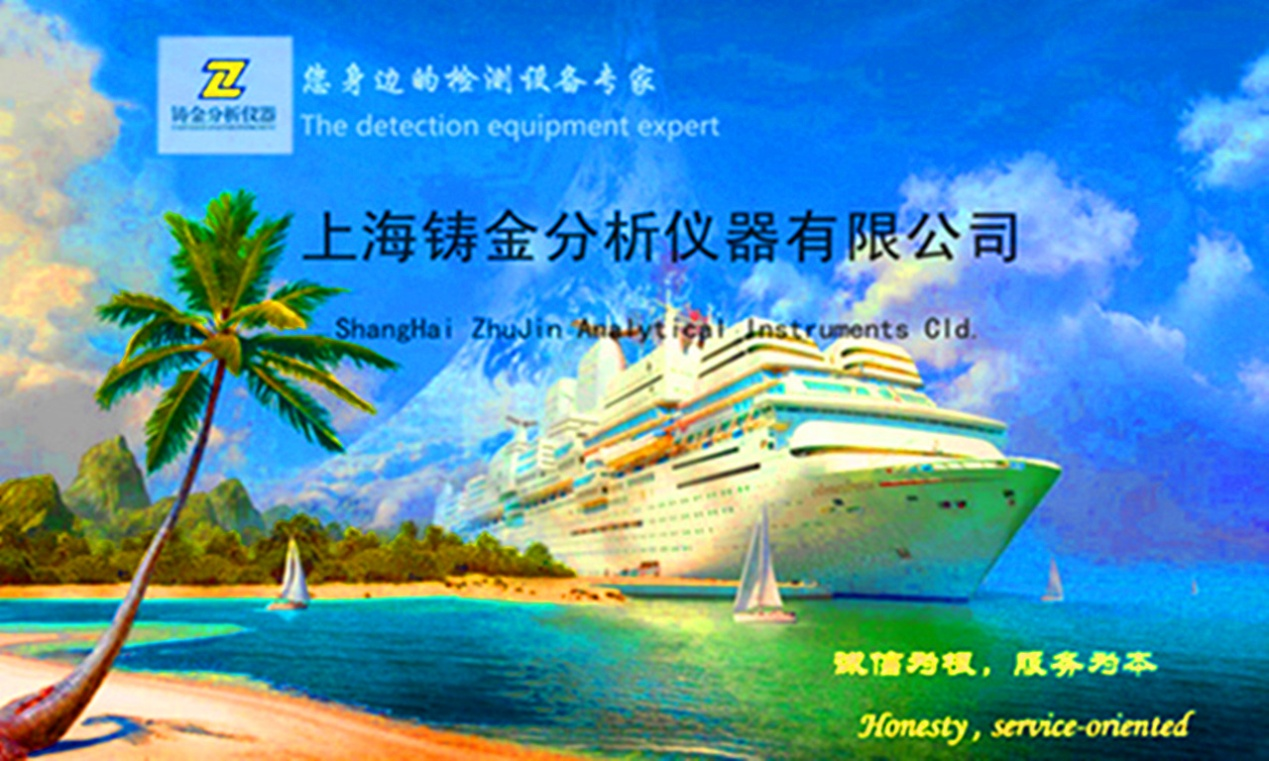 您身边的检测设备专家
铸金分析仪器
The detection equipment expert
上海铸金分析仪器有限公司
ShangHai ZhuJin Analytical Instruments Cld.
诚信为根，服务为本
Honesty , service-oriented